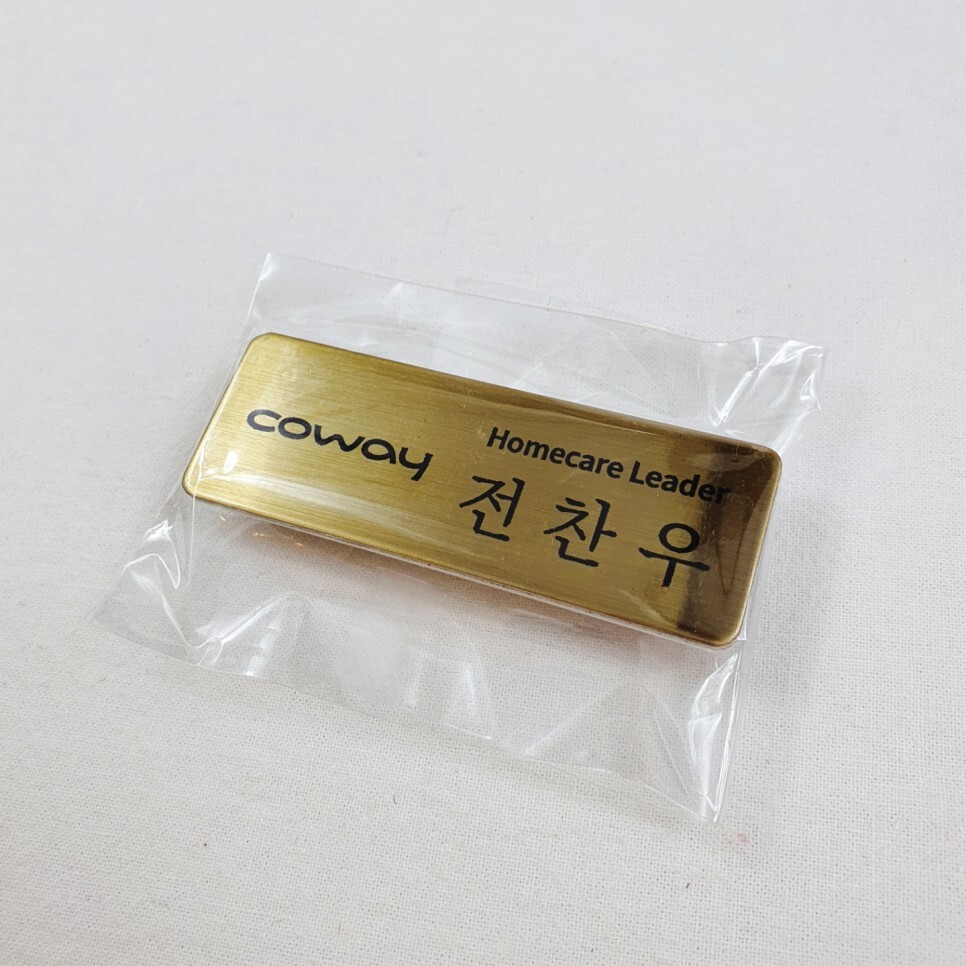 coway
Homecare Leader
전찬우